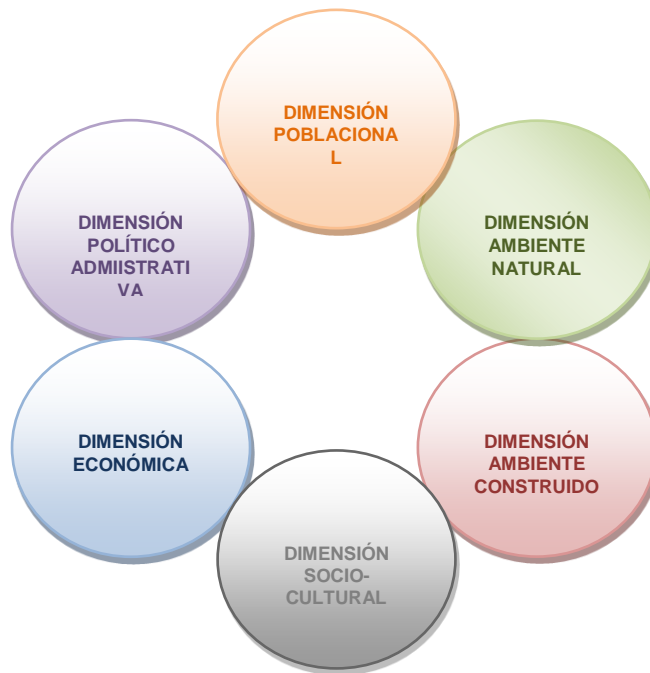 DIMENSIÓN
POBLACIONA
L
DIMENSIÓN
AMBIENTE
NATURAL
DIMENSIÓN
AMBIENTE
CONSTRUIDO
DIMENSIÓN
SOCIO-
CULTURAL
DIMENSIÓN
ECONÓMICA
DIMENSIÓN
POLÍTICO
ADMIISTRATI
VA